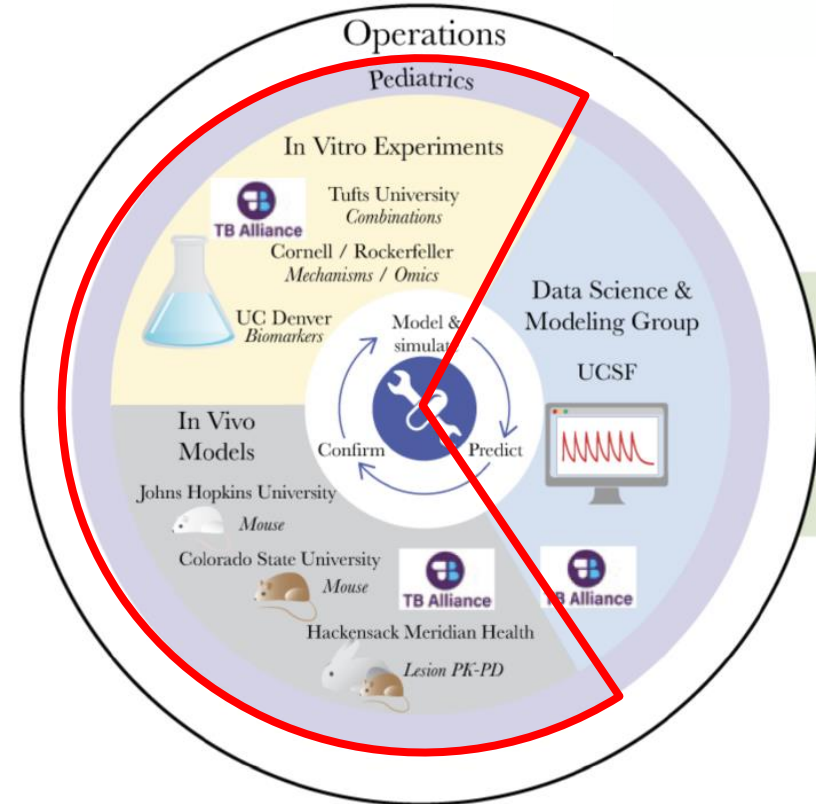 Operations
Pediatrics
In Vitro Experiments
TB Alliance
Tufts University
Combinations
Cornell / Rockerfeller
Mechanisms / Omics
UC Denver
Biomarkers
Model &
simulat
Predict
Confirm
Data Science &
Modeling Group
UCSF
TB Alliance
In Vivo
Models
Johns Hopkins University
Mouse
Colorado State University
Mouse
TB Alliance
Hackensack Meridian Health
Lesion PK-PD